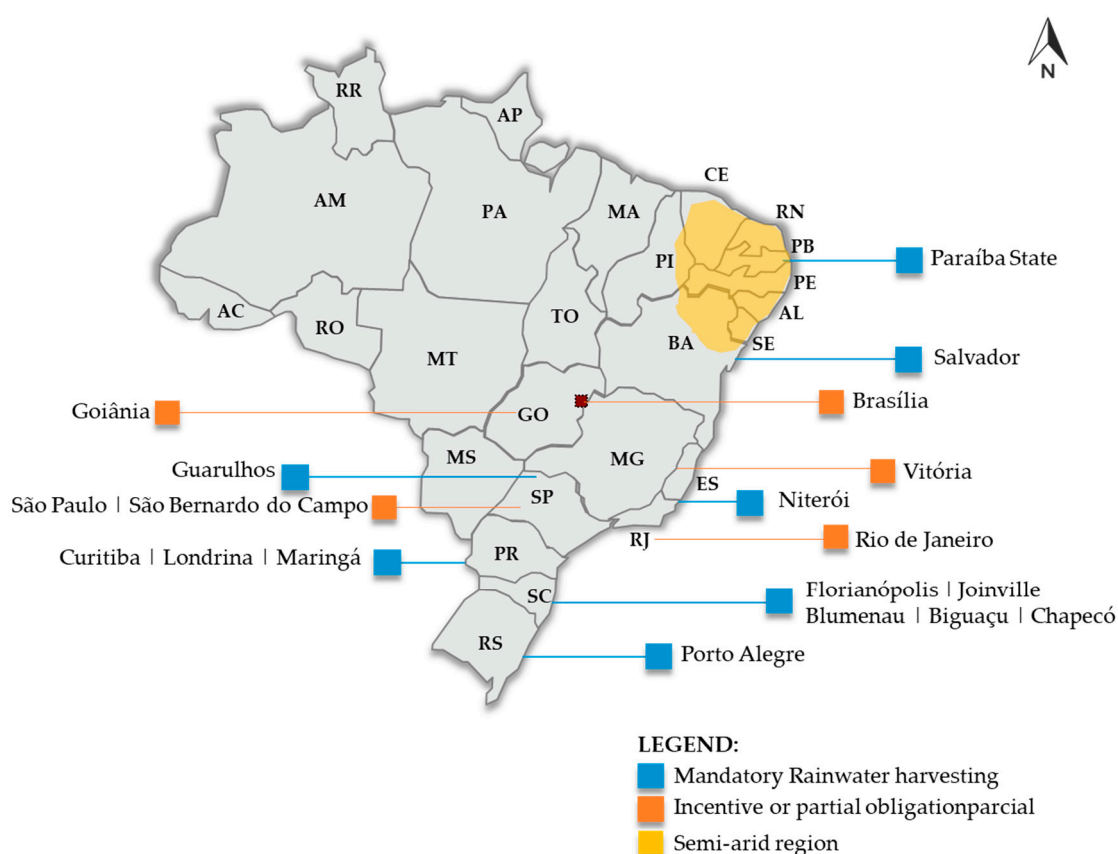 N
RR
AP
CE
AM
PA
MA
RN
PB
PI
Paraíba State
PE
AC
RO
TO
AL
MT
BA
SE
Salvador
Goiânia
GO
Brasília
MS
MG
Guarulhos
Vitória
ES
SP
Niterói
São Paulo | São Bernardo do Campo
RJ
Rio de Janeiro
Curitiba | Londrina | Maringá
PR
SC
Florianópolis | Joinville
Blumenau | Biguaçu | Chapecó
RS
Porto Alegre
LEGEND:
Mandatory Rainwater harvesting
Incentive or partial obligationparcial
Semi-arid region